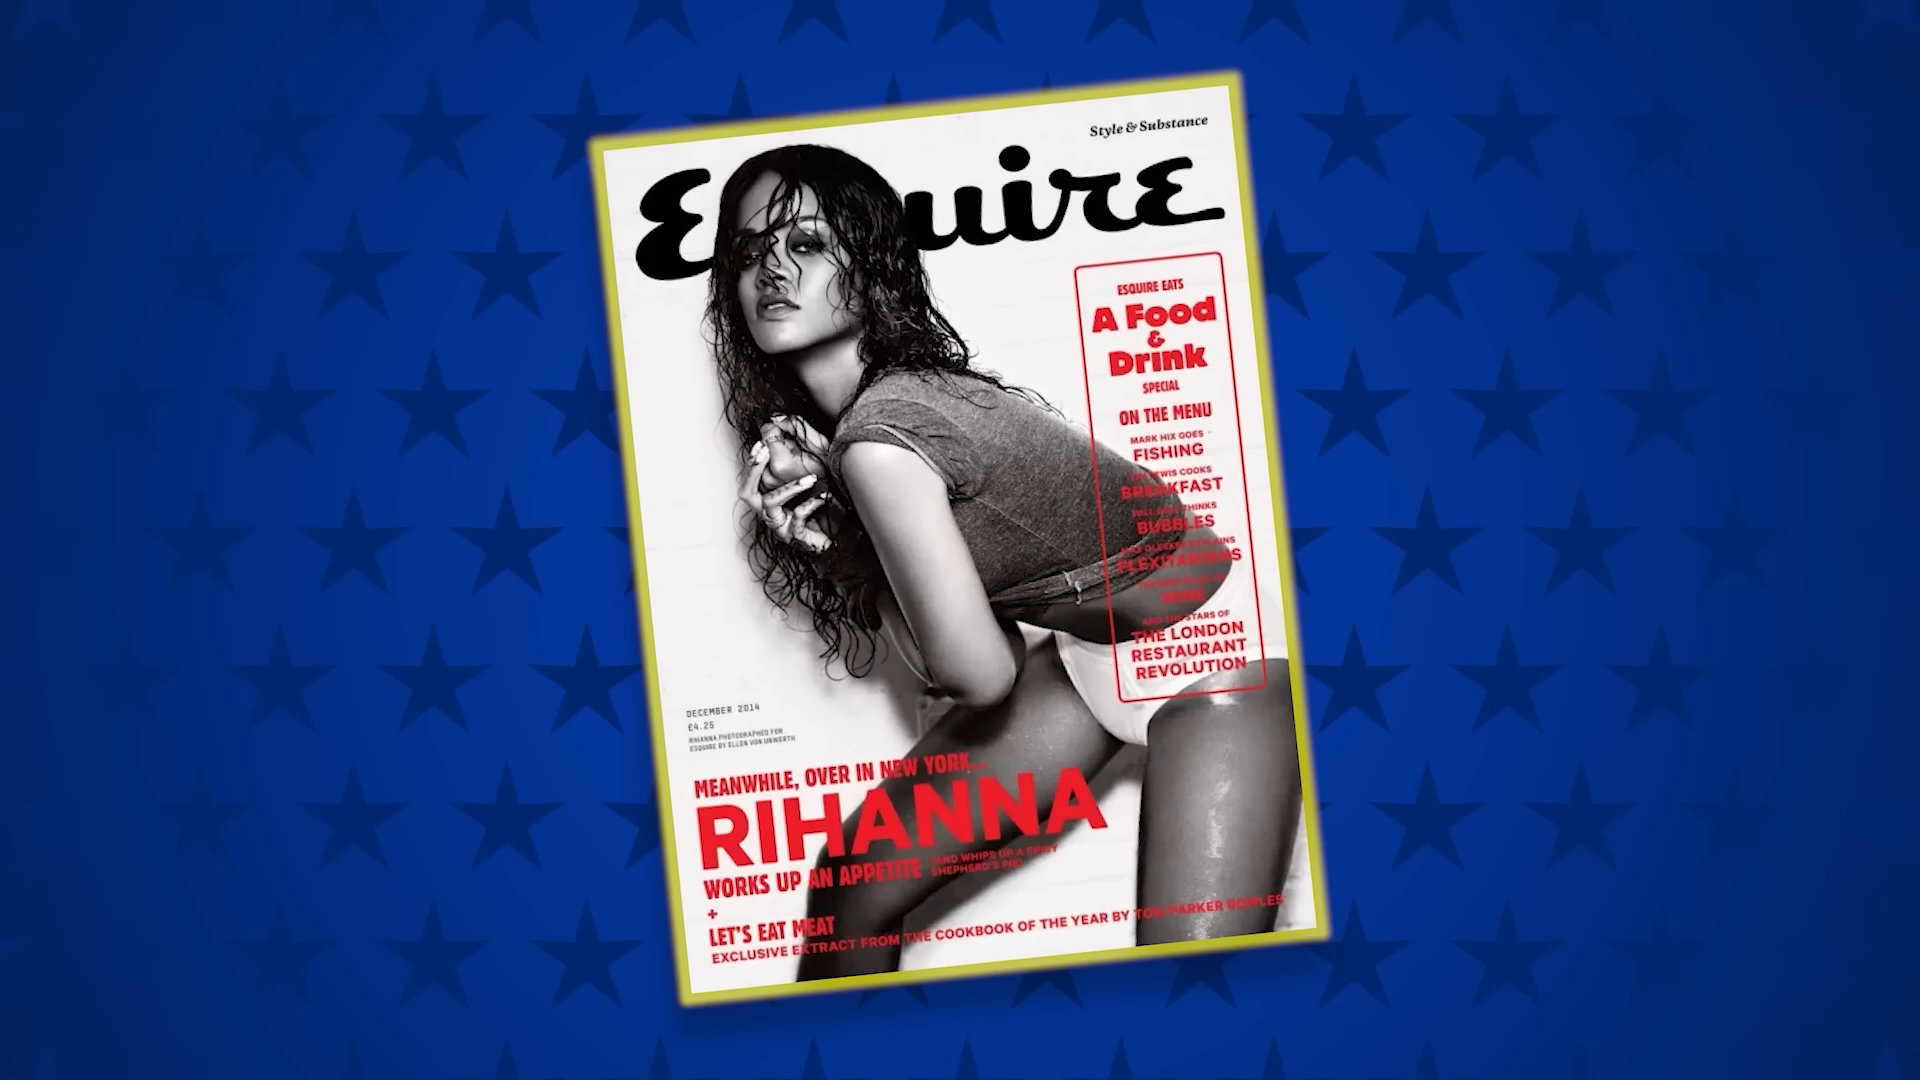 Style & Substance
Esquire
ESQUIRE EATS
A Food
&
Drink
SPECIAL
ON THE MENU
MARK HIX GOES
FISHING
LEWIS COOKS
BREAKFAST
THINKS
BUBBLES
FLEXITARIANS
AND THE STARS OF
THE LONDON
RESTAURANT
REVOLUTION
DECEMBER 2014
£4.25
RIHANNA PHOTOGRAPHED FOR
ESQUIRE BY ELLEN VON UNWERTH
MEANWHILE, OVER IN NEW YORK...
RIHANNA
WORKS UP AN APPETITE
(AND WHIPS UP A SPICY
SHEPHERD'S PIE)
+
LET'S EAT MEAT
EXCLUSIVE EXTRACT FROM THE COOKBOOK OF THE YEAR BY TOM PARKER BOWLES